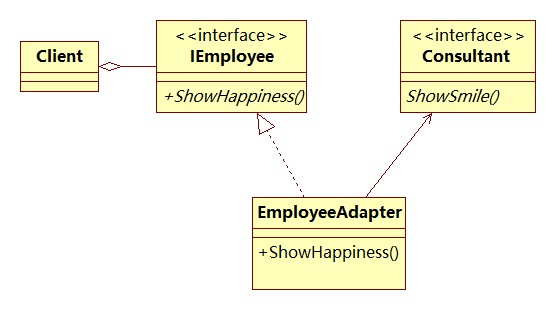 Client
<<interface>>
IEmployee
+ShowHappiness()
<<interface>>
Consultant
ShowSmile()
EmployeeAdapter
+ShowHappiness()